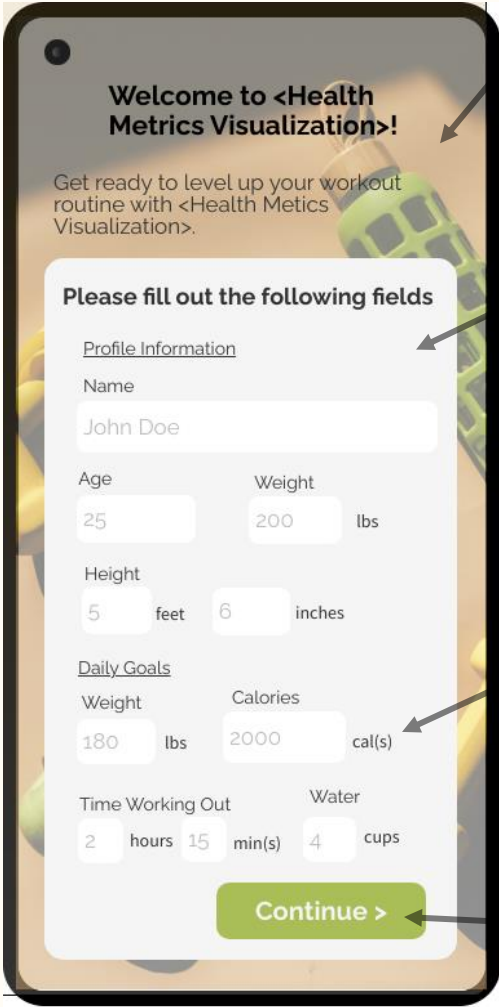 Welcome to <Health
Metrics Visualization>!
Get ready to level up your workout
routine with <Health Metics
Visualization>.
Please fill out the following fields
Profile Information
Name
John Doe
Age Weight
25 200 lbs
Height
5 feet 6 inches
Daily Goals
Weight Calories
180 lbs 2000 cal(s)
Time Working Out Water
2 hours 15 min(s) 4 cups
Continue >